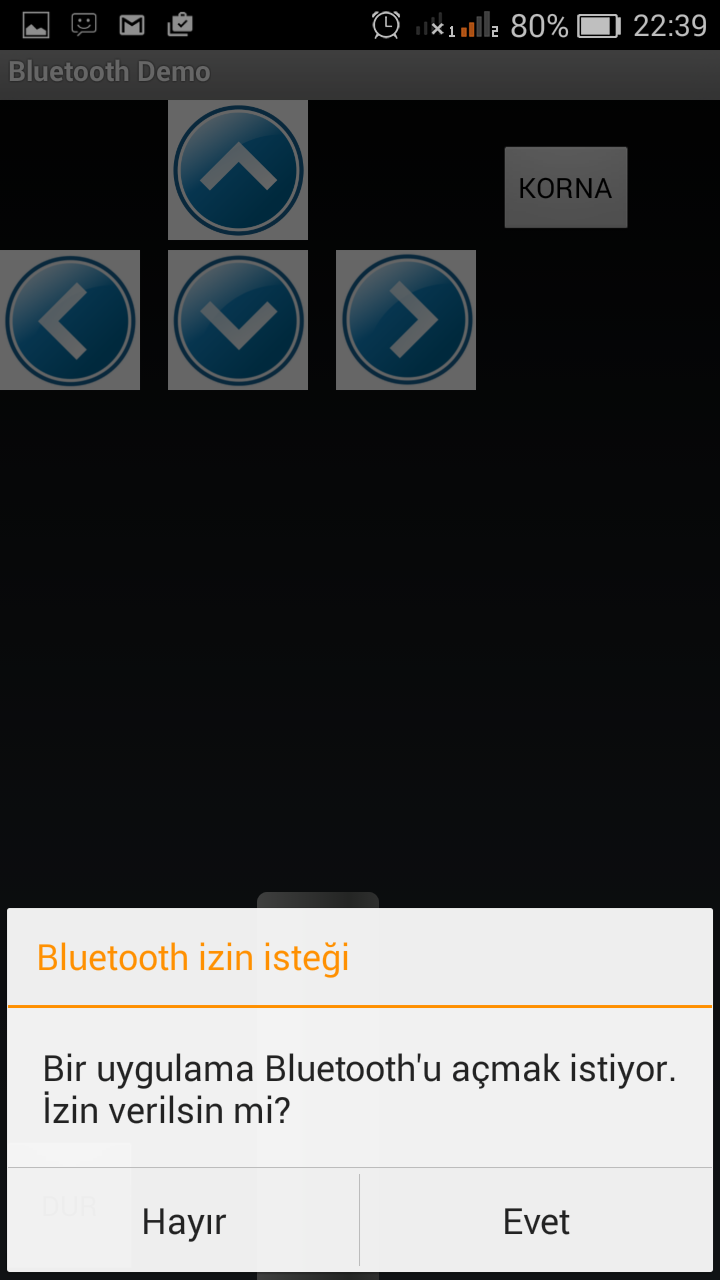 80% 22:39
Bluetooth Demo
KORNA
Bluetooth izin isteği
Bir uygulama Bluetooth'u açmak istiyor.
İzin verilsin mi?
DUR
Hayır Evet